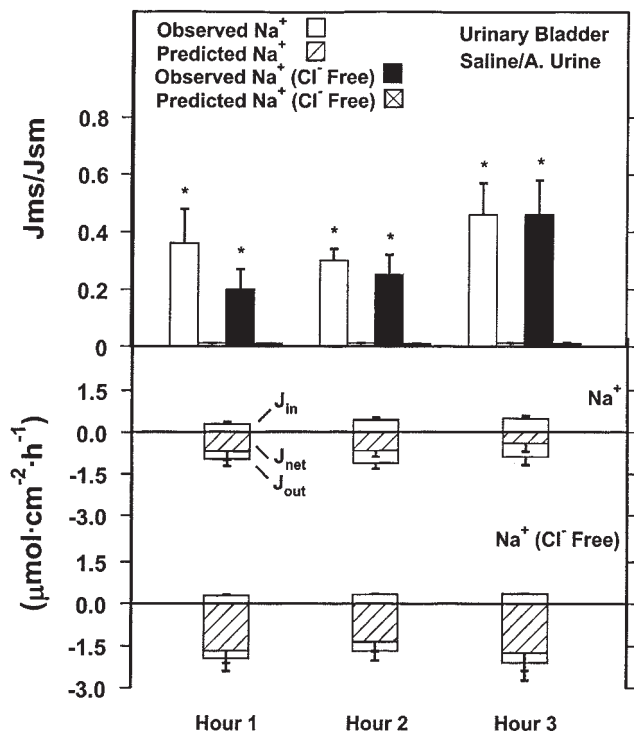 Observed Na⁺
Predicted Na⁺
Observed Na⁺ (Cl⁻ Free)
Predicted Na⁺ (Cl⁻ Free)
Urinary Bladder
Saline/A. Urine
Jms/Jsm
0.8
0.6
0.4
0.2
0
* * * * * *
(μmol·cm⁻²·h⁻¹)
1.5
0.0
-1.5
-3.0
Na⁺
J_in
J_net
J_out
Na⁺ (Cl⁻ Free)
1.5
0.0
-1.5
-3.0
Hour 1 Hour 2 Hour 3